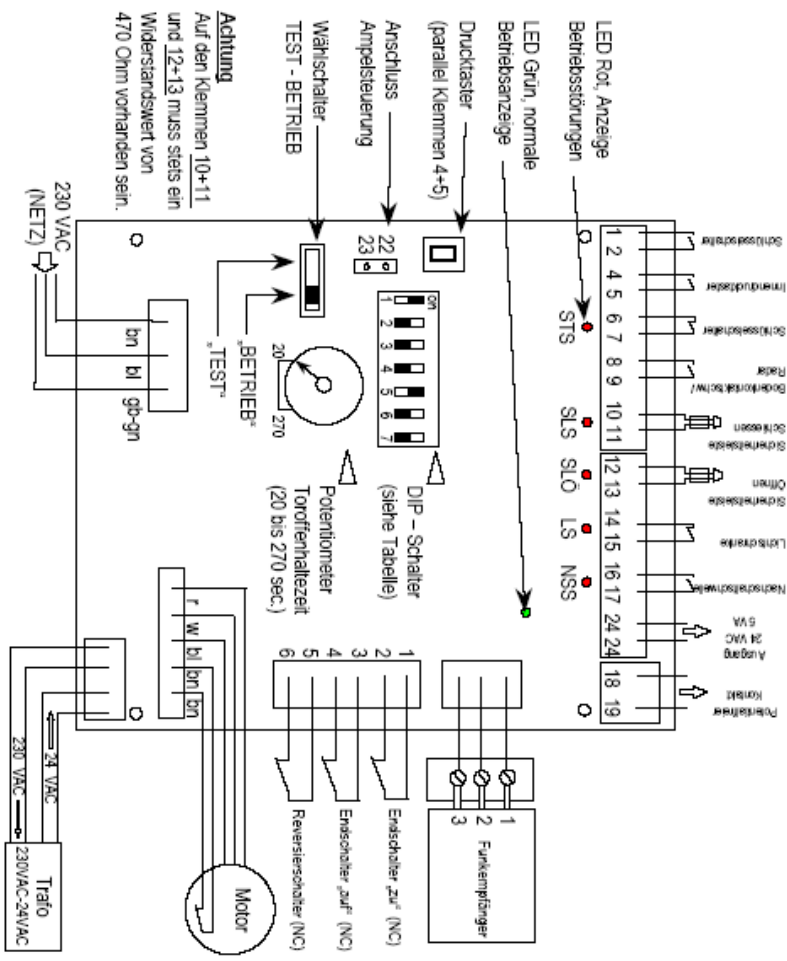 LED Rot, Anzeige
Betriebsstörungen
LED Grün, normale
Betriebsanzeige
Drucktaster
(parallel Klemmen 4+5)
Anschluss
Ampelsteuerung
Wählschalter
TEST - BETRIEB
Achtung
Auf den Klemmen 10+11
und 12+13 muss stets ein
Widerstandswert von
470 Ohm vorhanden sein.
230 VAC
(NETZ)
Schlüsselschalter
Innendrucktaster
Schlüsselschalter
Radar
Bodenkontaktschw/
Schliessen
Sicherheitsleiste
Öffnen
Sicherheitsleiste
Lichtschranke
Nachschaltschwelle
6 VA
24 VAC
Ausgang
Kontakt
Potentialfreier
1 2 4 5 6 7 8 9 10 11 12 13 14 15 16 17 24 24 18 19
STS
SLS
SLÖ
LS
NSS
22
23
on
1 2 3 4 5 6 7
DIP – Schalter
(siehe Tabelle)
20
270
Potentiometer
Toroffenhaltezeit
(20 bis 270 sec.)
„BETRIEB“
„TEST“
bn
bl
gb-gn
r
w
bl
bn
bn
1
2
3
4
5
6
1
2
3
Funkempfänger
Endschalter „zu“ (NC)
Endschalter „auf“ (NC)
Reversierschalter (NC)
Motor
24 VAC
230 VAC
Trafo
230VAC-24VAC